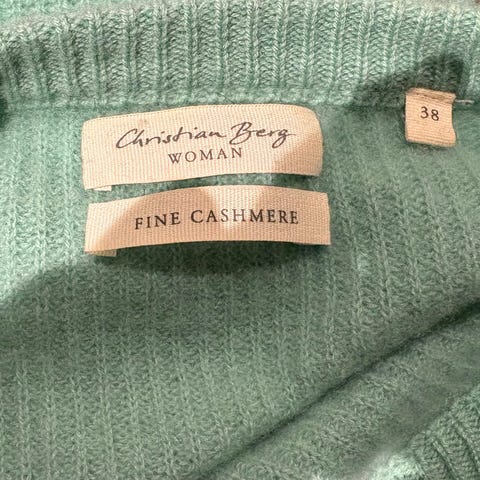 Christian Berg
WOMAN
38
FINE CASHMERE